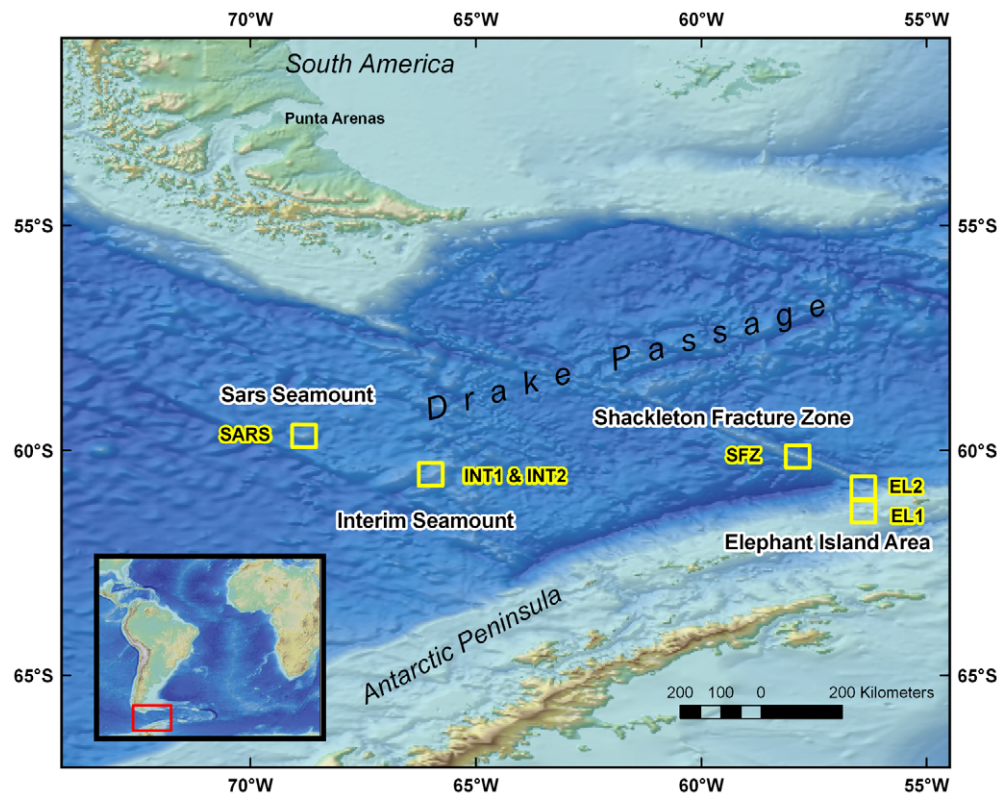 70°W 65°W 60°W 55°W
South America
Punta Arenas
55°S 55°S
Drake Passage
Sars Seamount
Shackleton Fracture Zone
SARS
60°S 60°S
SFZ
INT1 & INT2
EL2
Interim Seamount
EL1
Elephant Island Area
Antarctic Peninsula
65°S 65°S
200 100 0 200 Kilometers
70°W 65°W 60°W 55°W